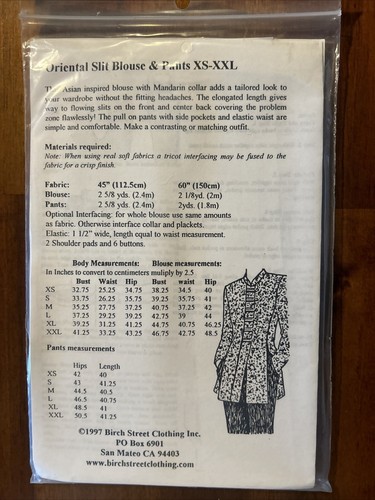 Oriental Slit Blouse & Pants XS-XXL
This Asian inspired blouse with Mandarin collar adds a tailored look to
your wardrobe without the fitting headaches. The elongated length gives
way to flowing slits on the front and center back covering the problem
zone flawlessly! The pull on pants with side pockets and elastic waist are
simple and comfortable. Make a contrasting or matching outfit.
Materials required:
Note: When using real soft fabrics a tricot interfacing may be fused to the
fabric for a crisp finish.
Fabric: 45" (112.5cm) 60" (150cm)
Blouse: 2 5/8 yds. (2.4m) 2 1/8yd. (2m)
Pants: 2 5/8 yds. (2.4m) 2yds. (1.8m)
Optional Interfacing: for whole blouse use same amounts
as fabric. Otherwise interface collar and plackets.
Elastic: 1 1/2" wide, length equal to waist measurement.
2 Shoulder pads and 6 buttons.
Body Measurements: Blouse measurements:
In Inches to convert to centimeters muliply by 2.5
Bust Waist Hip Bust waist Hip
XS 32.75 25.25 34.75 38.25 34.5 40
S 33.75 26.25 35.75 39.25 35.75 41
M 35.25 27.75 37.25 40.75 37.25 42
L 37.25 29.25 39.25 42.75 39 44
XL 39.25 31.25 41.25 44.75 40.75 46.25
XXL 41.25 33.25 43.25 46.75 42.75 48.5
Pants measurements
Hips Length
XS 42 40
S 43 41.25
M 44.5 40.5
L 46.5 40.75
XL 48.5 41
XXL 50.5 41.25
©1997 Birch Street Clothing Inc.
PO BOX 6901
San Mateo CA 94403
www.birchstreetclothing.com